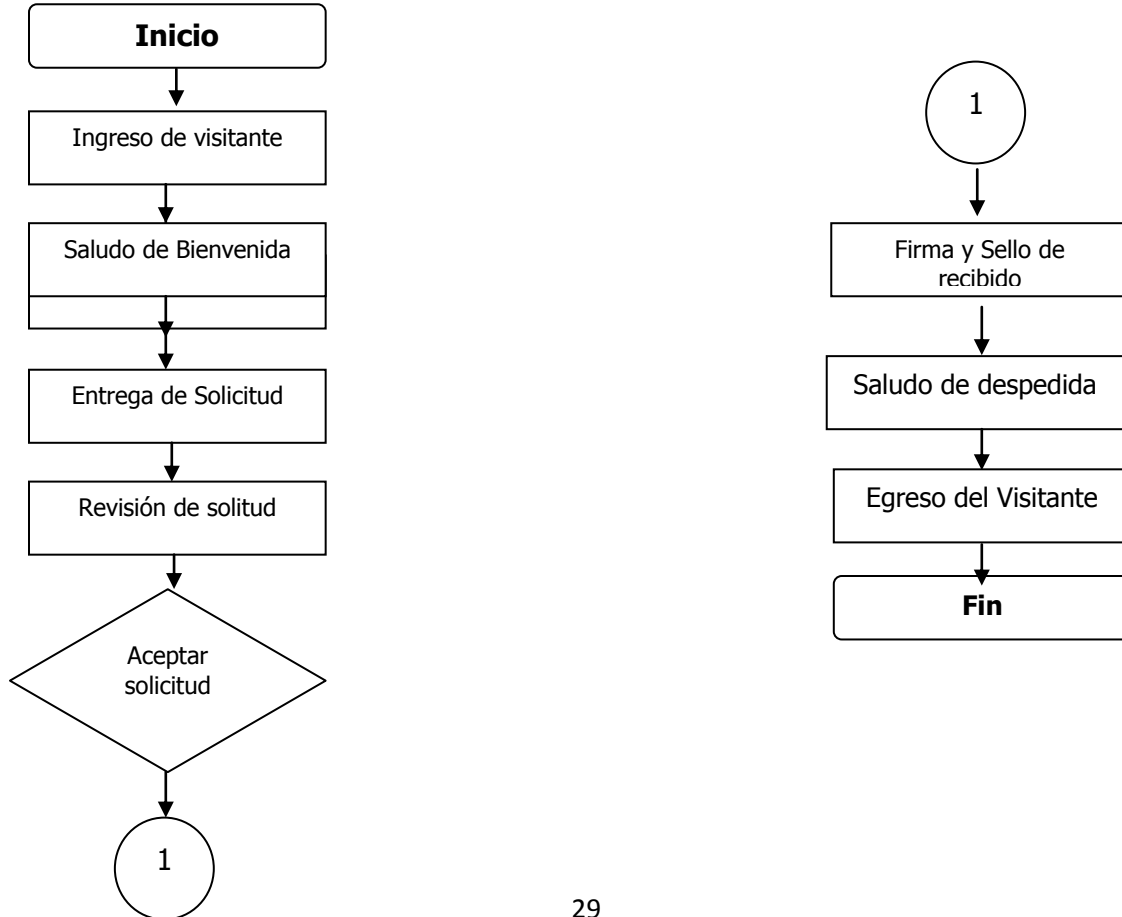 Inicio
Ingreso de visitante
Saludo de Bienvenida
Entrega de Solicitud
Revisión de solitud
Aceptar
solicitud
1
1
Firma y Sello de
recibido
Saludo de despedida
Egreso del Visitante
Fin
29